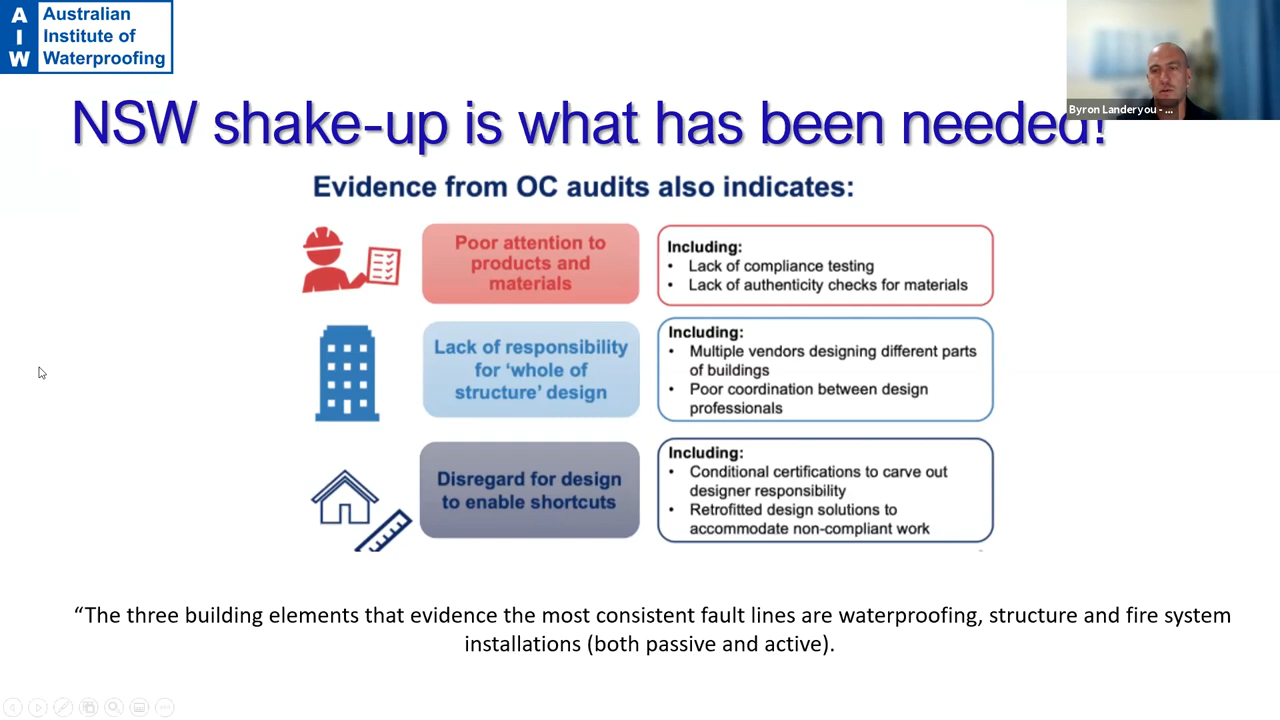 Australian
Institute of
Waterproofing
A
I
W
Byron Landeryou - ...
NSW shake-up is what has been needed!
Evidence from OC audits also indicates:
Poor attention to
products and
materials
Including:
• Lack of compliance testing
• Lack of authenticity checks for materials
Lack of responsibility
for ‘whole of
structure’ design
Including:
• Multiple vendors designing different parts
of buildings
• Poor coordination between design
professionals
Disregard for design
to enable shortcuts
Including:
• Conditional certifications to carve out
designer responsibility
• Retrofitted design solutions to
accommodate non-compliant work
“The three building elements that evidence the most consistent fault lines are waterproofing, structure and fire system
installations (both passive and active).